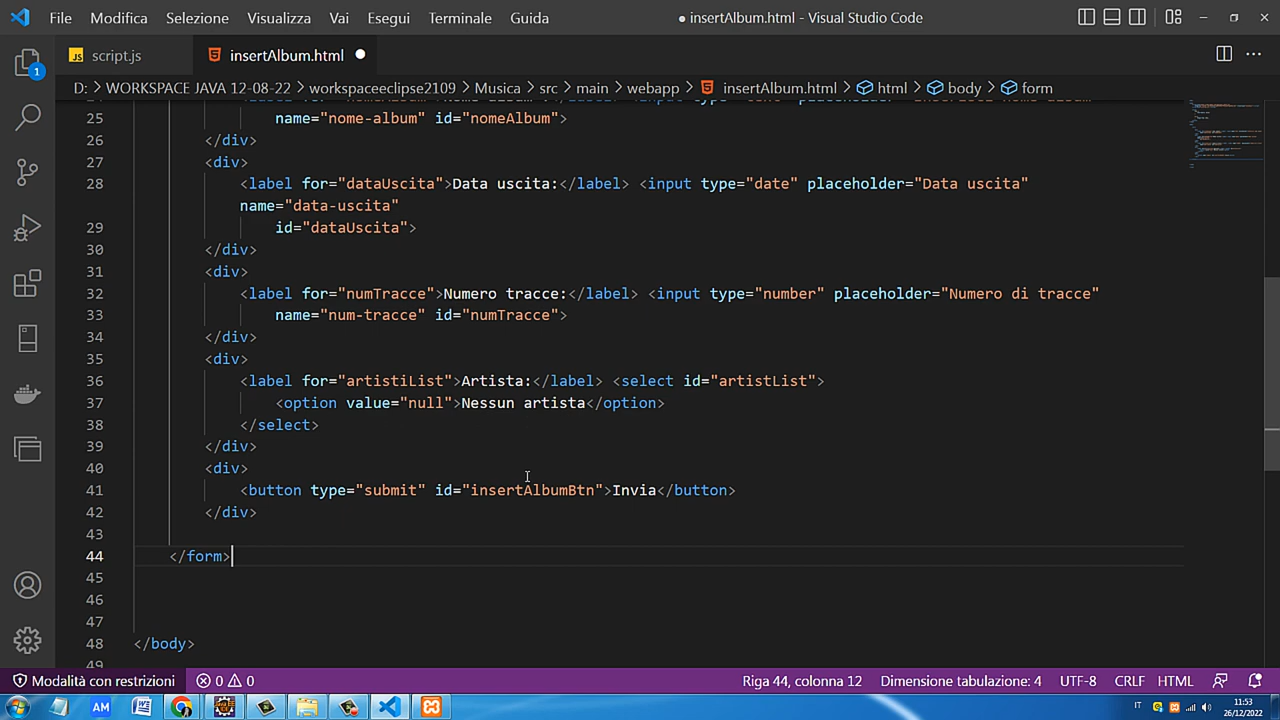 File Modifica Selezione Visualizza Vai Esegui Terminale Guida ● insertAlbum.html - Visual Studio Code
JS script.js insertAlbum.html ●
D: > WORKSPACE JAVA 12-08-22 > workspaceeclipse2109 > Musica > src > main > webapp > insertAlbum.html > html > body > form
25 name="nome-album" id="nomeAlbum">
26 </div>
27 <div>
28 <label for="dataUscita">Data uscita:</label> <input type="date" placeholder="Data uscita"
name="data-uscita"
29 id="dataUscita">
30 </div>
31 <div>
32 <label for="numTracce">Numero tracce:</label> <input type="number" placeholder="Numero di tracce"
33 name="num-tracce" id="numTracce">
34 </div>
35 <div>
36 <label for="artistiList">Artista:</label> <select id="artistList">
37 <option value="null">Nessun artista</option>
38 </select>
39 </div>
40 <div>
41 <button type="submit" id="insertAlbumBtn">Invia</button>
42 </div>
43
44 </form>
45
46
47
48 </body>
49
1
Modalità con restrizioni 0 0 Riga 44, colonna 12 Dimensione tabulazione: 4 UTF-8 CRLF HTML
AM IT 11:53
26/12/2022